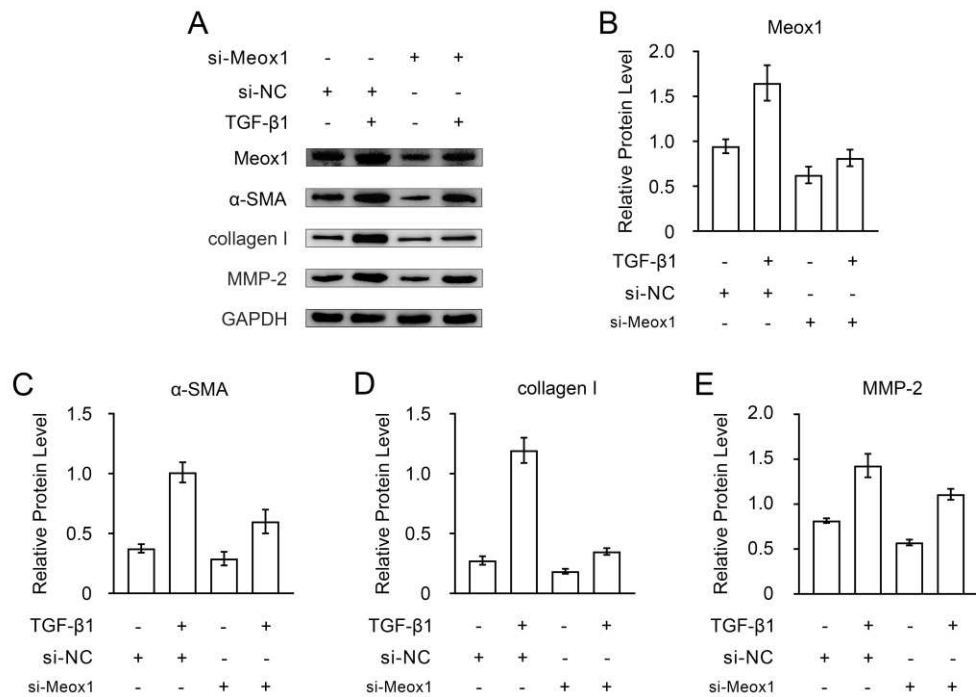 A
si-Meox1 - - + +
si-NC + + - -
TGF-β1 - + - +
Meox1
α-SMA
collagen I
MMP-2
GAPDH
B
Meox1
Relative Protein Level
2.0
1.5
1.0
0.5
0
TGF-β1 - + - +
si-NC + + - -
si-Meox1 - - + +
C
α-SMA
Relative Protein Level
1.5
1.0
0.5
0
TGF-β1 - + - +
si-NC + + - -
si-Meox1 - - + +
D
collagen I
Relative Protein Level
1.5
1.0
0.5
0
TGF-β1 - + - +
si-NC + + - -
si-Meox1 - - + +
E
MMP-2
Relative Protein Level
2.0
1.5
1.0
0.5
0
TGF-β1 - + - +
si-NC + + - -
si-Meox1 - - + +